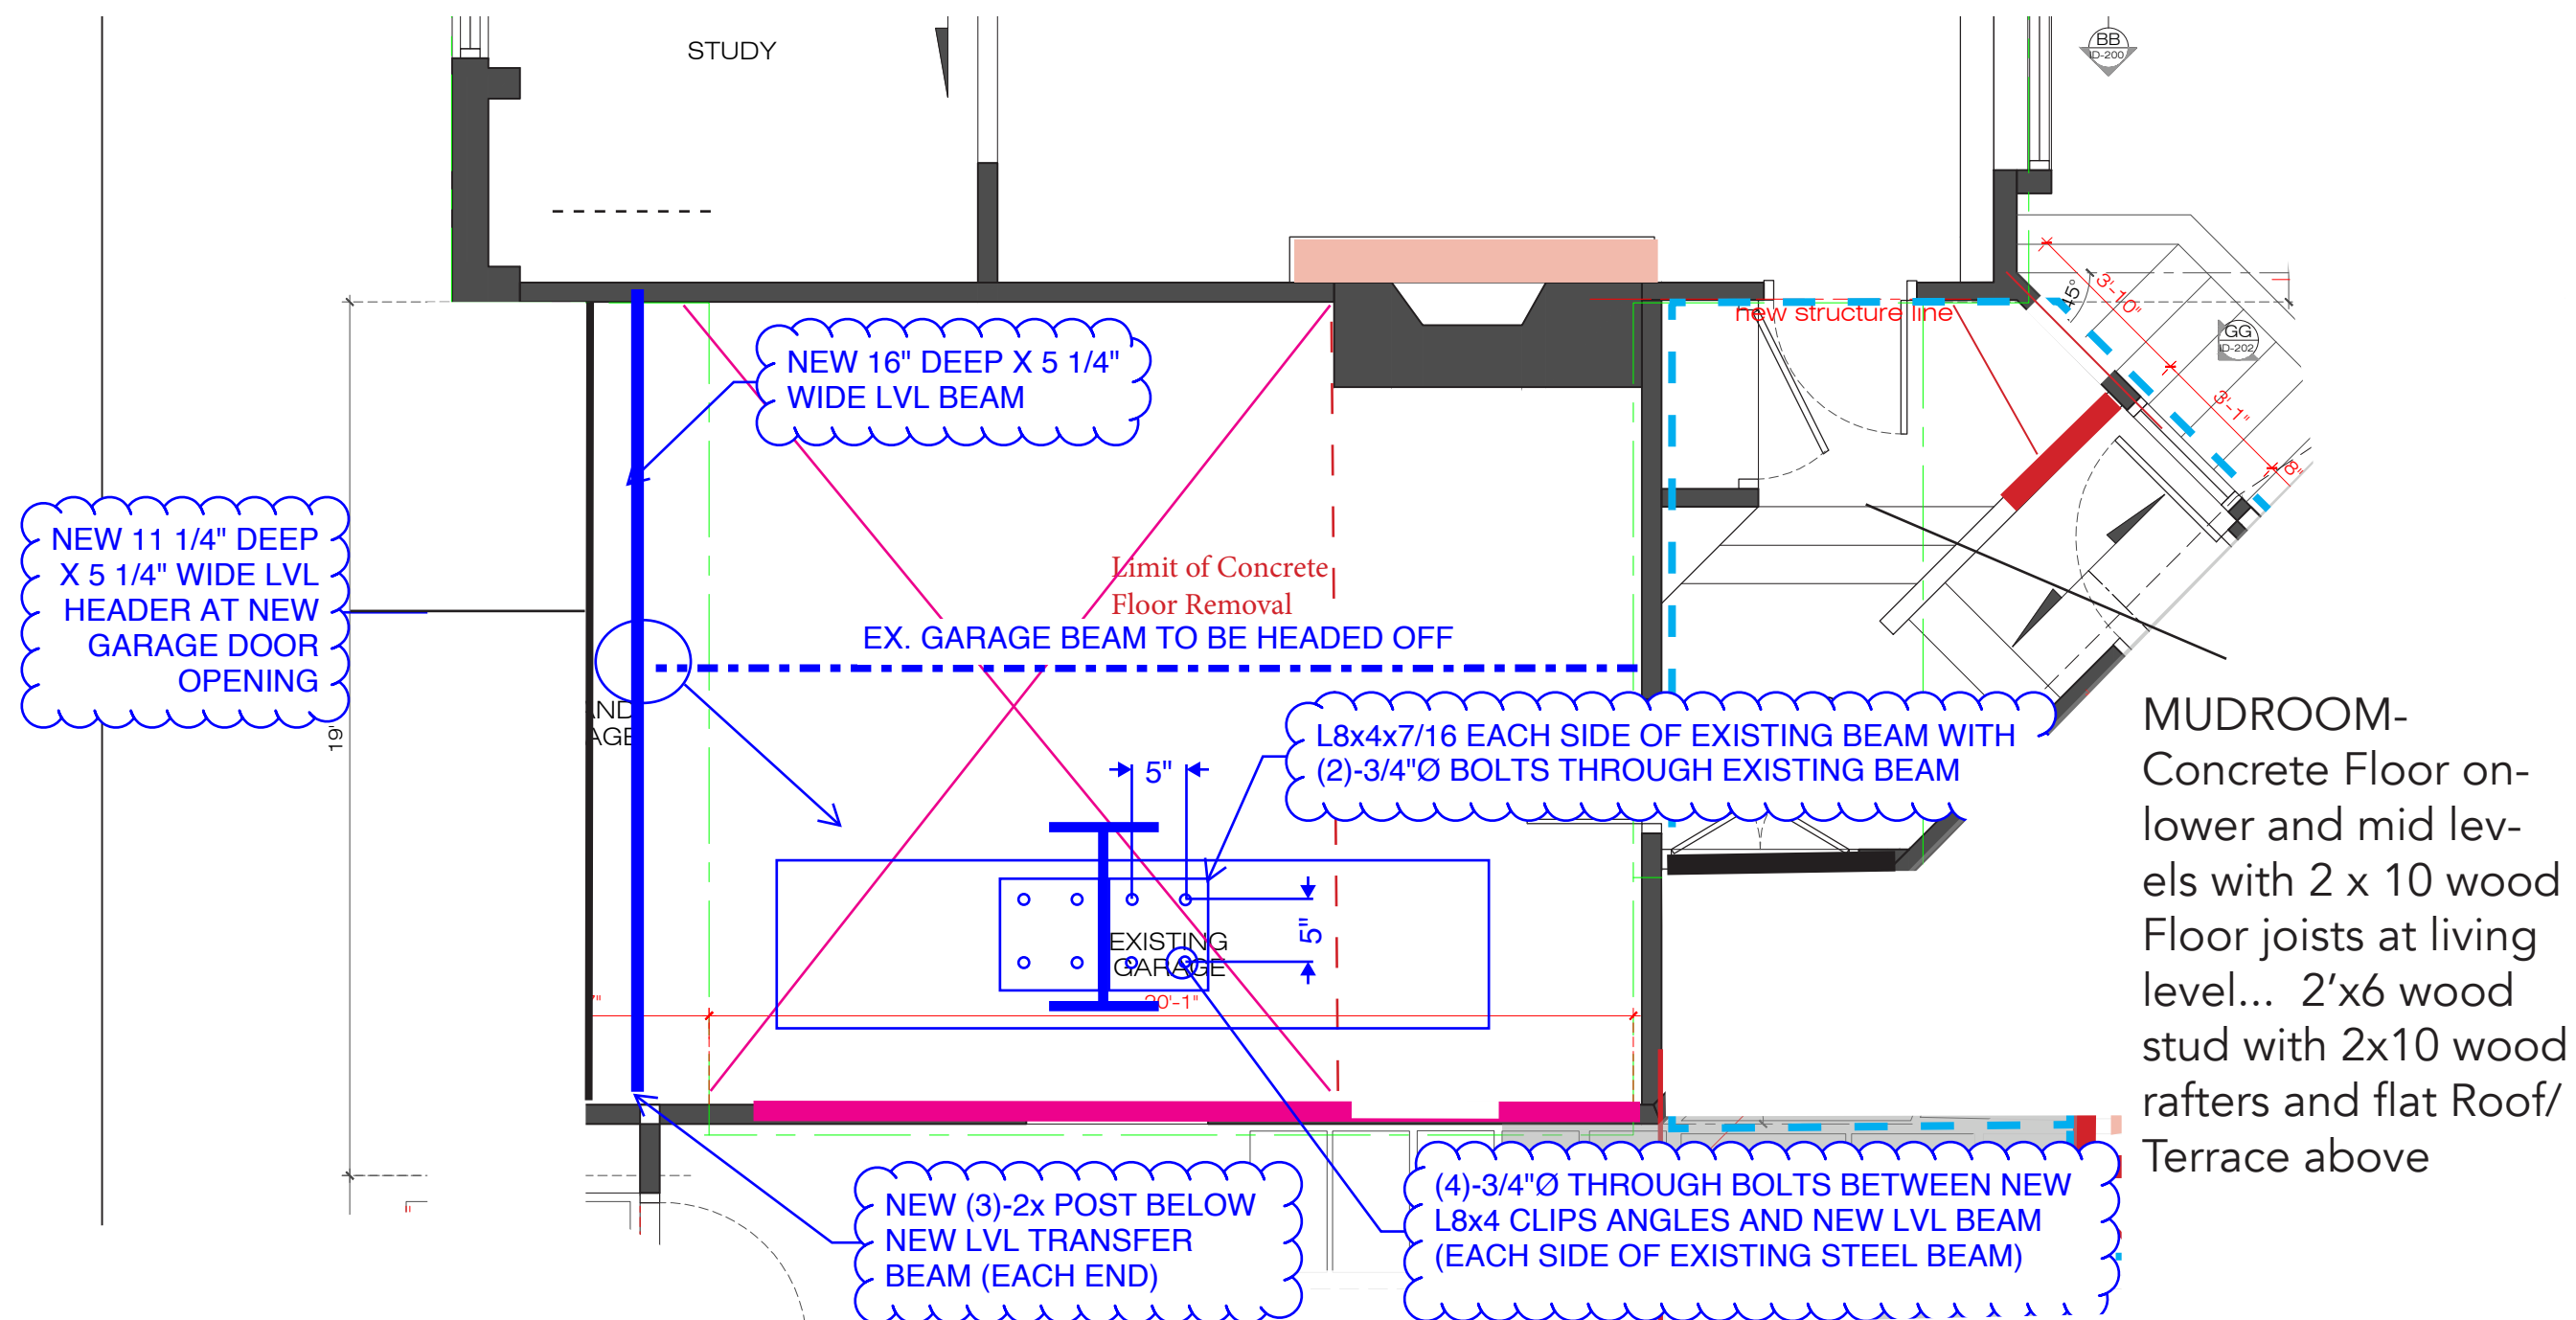 STUDY
BB
ID-200
45°
3'-10"
GG
ID-202
new structure line
3'-1"
8"
NEW 16" DEEP X 5 1/4"
WIDE LVL BEAM
NEW 11 1/4" DEEP
X 5 1/4" WIDE LVL
HEADER AT NEW
GARAGE DOOR
OPENING
Limit of Concrete
Floor Removal
EX. GARAGE BEAM TO BE HEADED OFF
19'
L8x4x7/16 EACH SIDE OF EXISTING BEAM WITH
(2)-3/4"Ø BOLTS THROUGH EXISTING BEAM
5"
5"
EXISTING
GARAGE
20'-1"
MUDROOM-
Concrete Floor on-
lower and mid lev-
els with 2 x 10 wood
Floor joists at living
level... 2'x6 wood
stud with 2x10 wood
rafters and flat Roof/
Terrace above
NEW (3)-2x POST BELOW
NEW LVL TRANSFER
BEAM (EACH END)
(4)-3/4"Ø THROUGH BOLTS BETWEEN NEW
L8x4 CLIPS ANGLES AND NEW LVL BEAM
(EACH SIDE OF EXISTING STEEL BEAM)